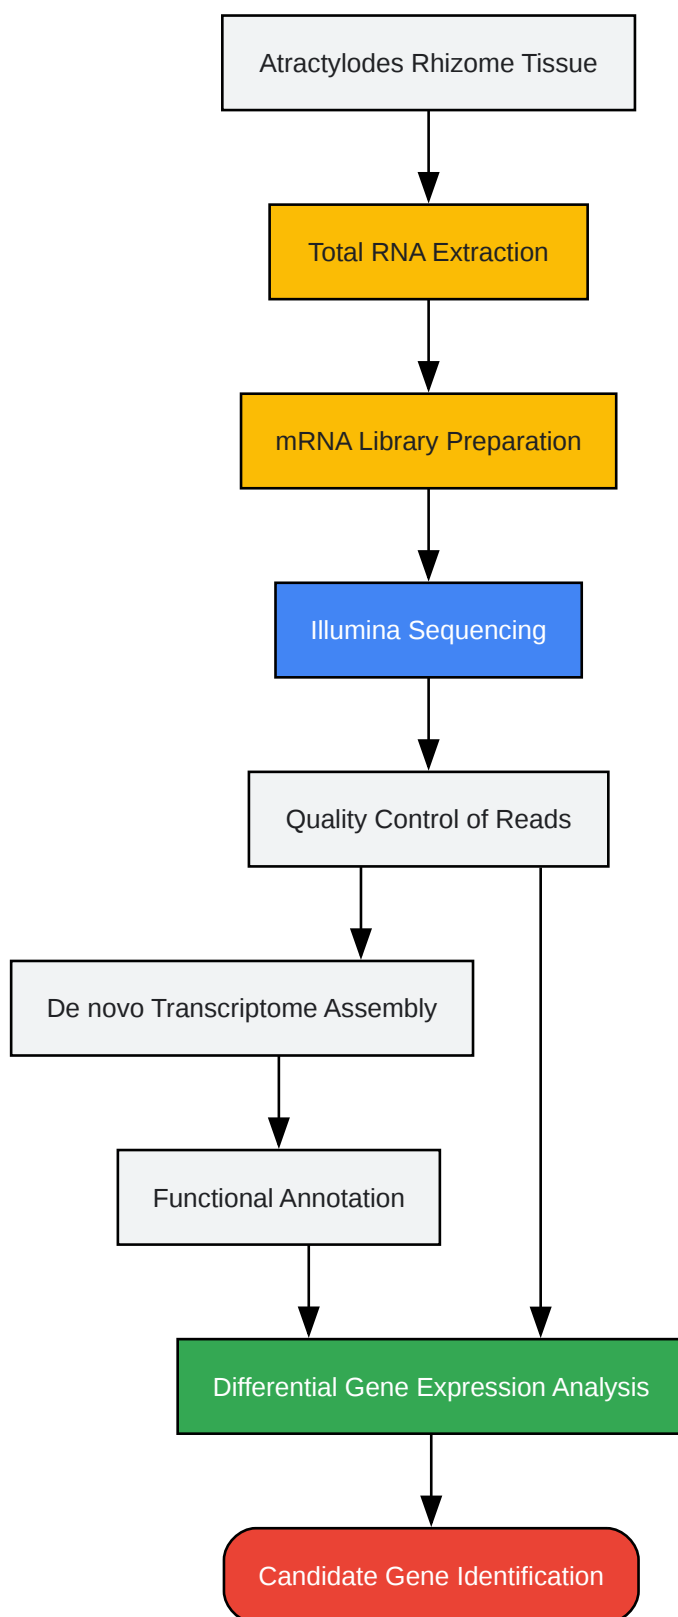 Atractylodes Rhizome Tissue
Total RNA Extraction
mRNA Library Preparation
Illumina Sequencing
Quality Control of Reads
De novo Transcriptome Assembly
Functional Annotation
Differential Gene Expression Analysis
Candidate Gene Identification